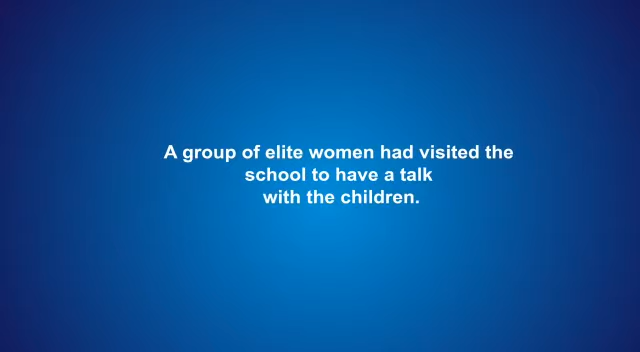 A group of elite women had visited the
school to have a talk
with the children.